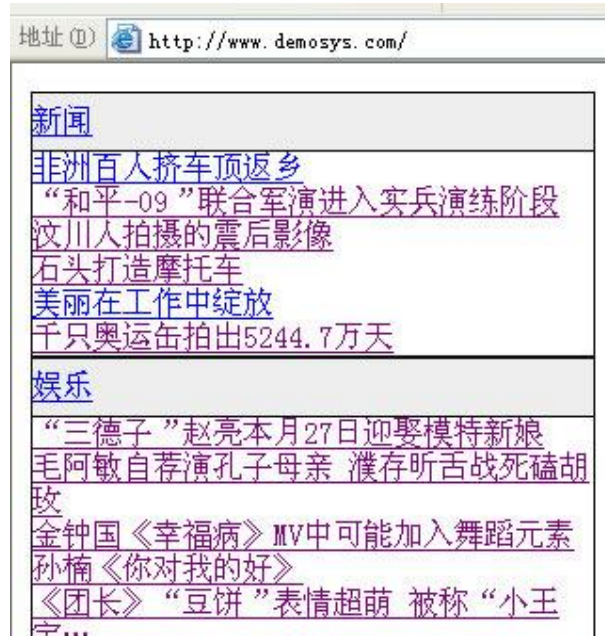 地址(D) http://www.demosys.com/
新闻
非洲百人挤车顶返乡
“和平-09”联合军演进入实兵演练阶段
汶川人拍摄的震后影像
石头打造摩托车
美丽在工作中绽放
千只奥运缶拍出5244.7万天
娱乐
“三德子”赵亮本月27日迎娶模特新娘
毛阿敏自荐演孔子母亲 濮存昕舌战死磕胡
玫
金钟国《幸福病》MV中可能加入舞蹈元素
孙楠《你对我的好》
《团长》“豆饼”表情超萌 被称“小王